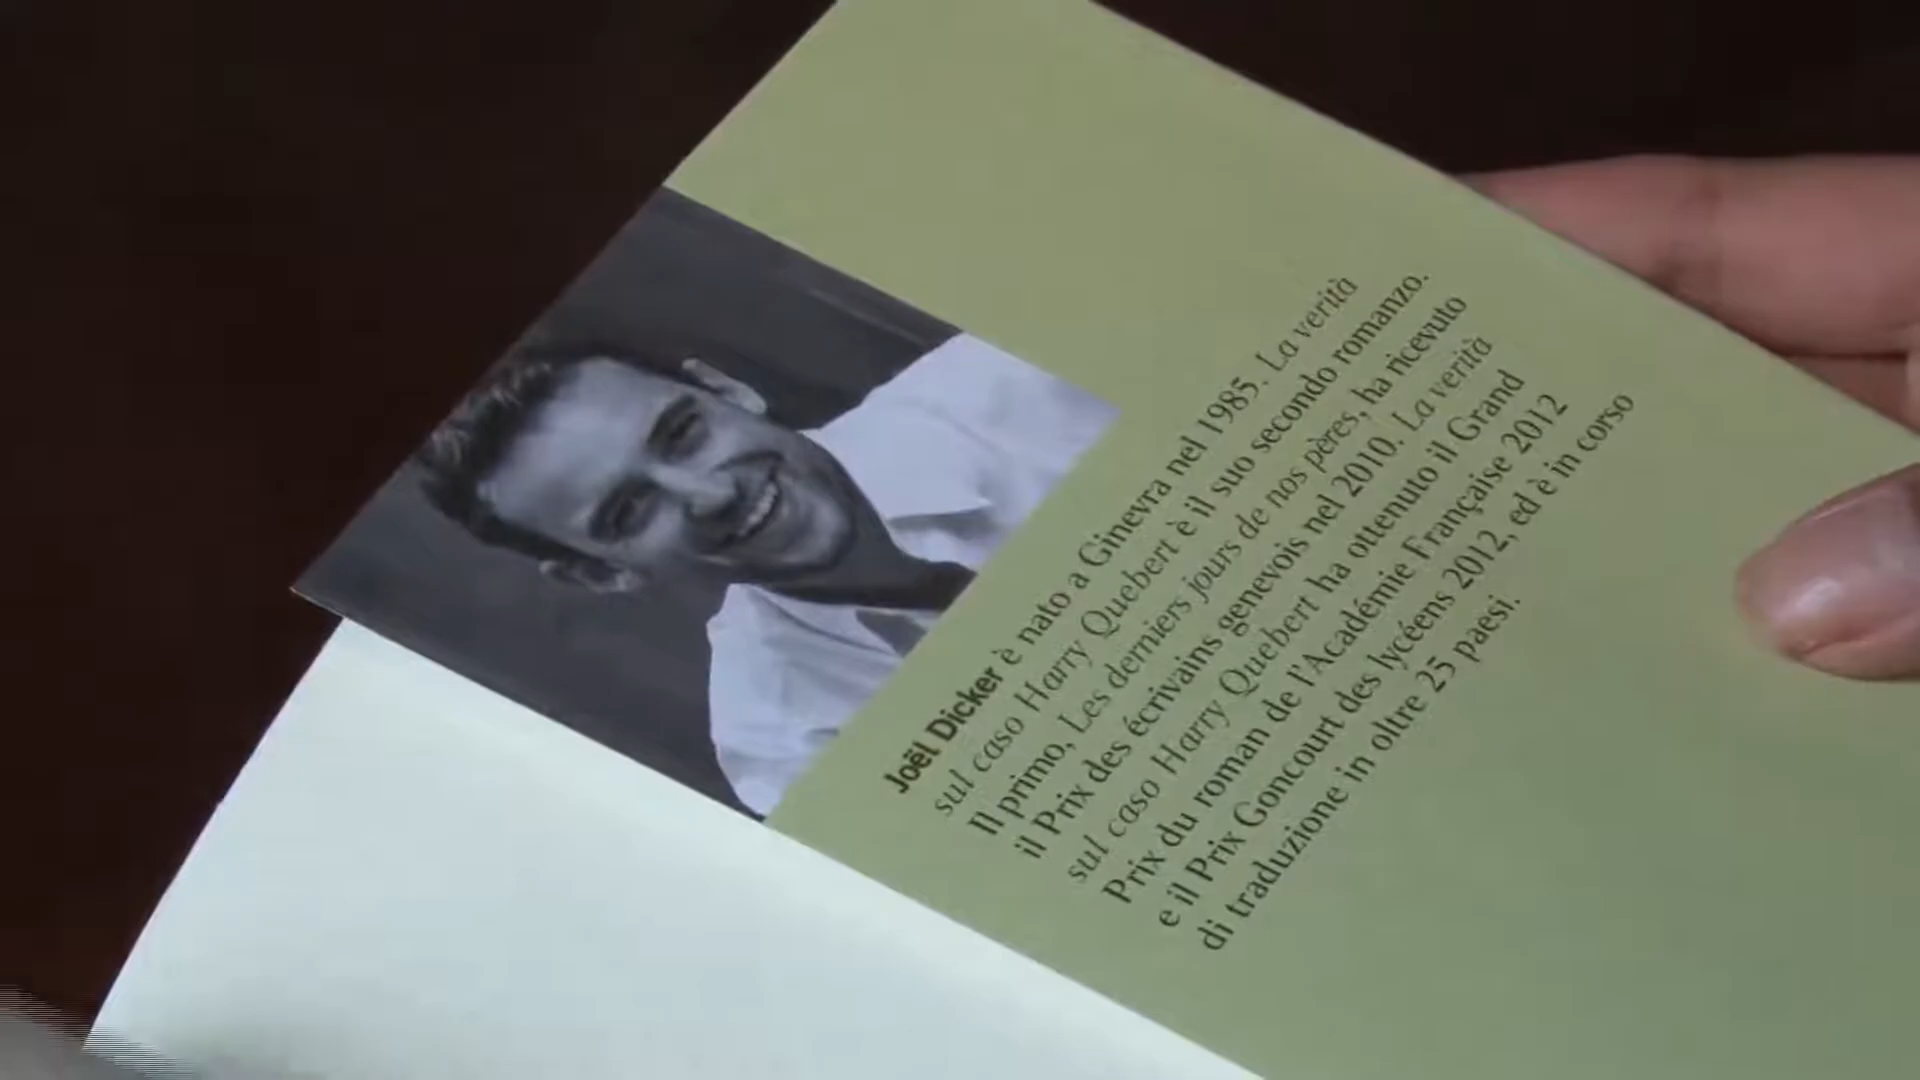 Joël Dicker è nato a Ginevra nel 1985. La verità
sul caso Harry Quebert è il suo secondo romanzo.
Il primo, Les derniers jours de nos pères, ha ricevuto
il Prix des écrivains genevois nel 2010. La verità
sul caso Harry Quebert ha ottenuto il Grand
Prix du roman de l'Académie Française 2012
e il Prix Goncourt des lycéens 2012, ed è in corso
di traduzione in oltre 25 paesi.